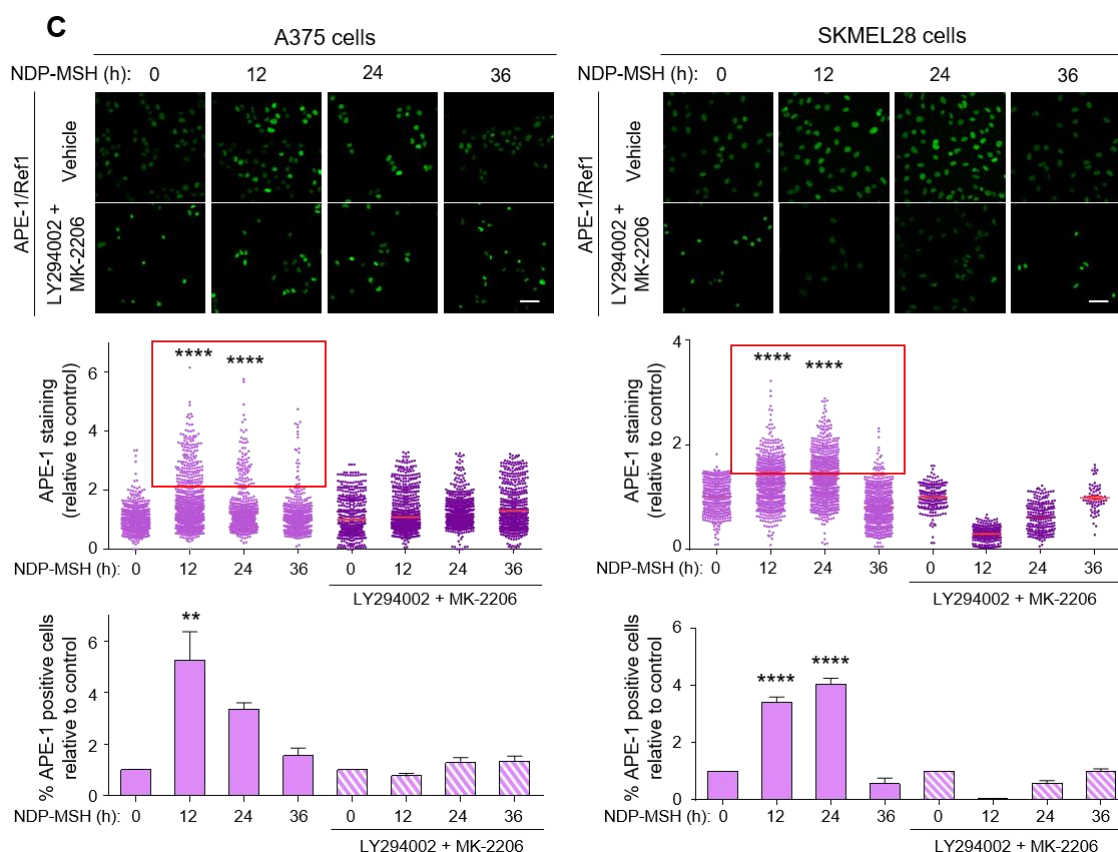 C
A375 cells
NDP-MSH (h): 0 12 24 36
APE-1/Ref1
Vehicle
LY294002 +
MK-2206
SKMEL28 cells
NDP-MSH (h): 0 12 24 36
APE-1/Ref1
Vehicle
LY294002 +
MK-2206
APE-1 staining
(relative to control)
6
4
2
0
**** ****
NDP-MSH (h): 0 12 24 36 0 12 24 36
LY294002 + MK-2206
APE-1 staining
(relative to control)
4
2
0
**** ****
NDP-MSH (h): 0 12 24 36 0 12 24 36
LY294002 + MK-2206
% APE-1 positive cells
relative to control
6
4
2
0
**
NDP-MSH (h): 0 12 24 36 0 12 24 36
LY294002 + MK-2206
% APE-1 positive cells
relative to control
6
4
2
0
**** ****
NDP-MSH (h): 0 12 24 36 0 12 24 36
LY294002 + MK-2206